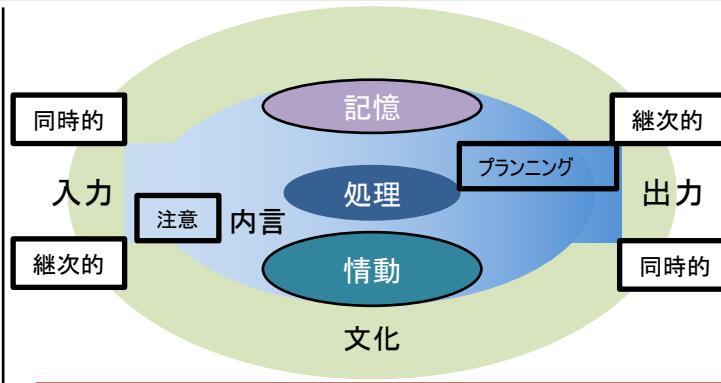 記憶
同時的
継次的
プランニング
入力
処理
出力
注意
内言
継次的
情動
同時的
文化